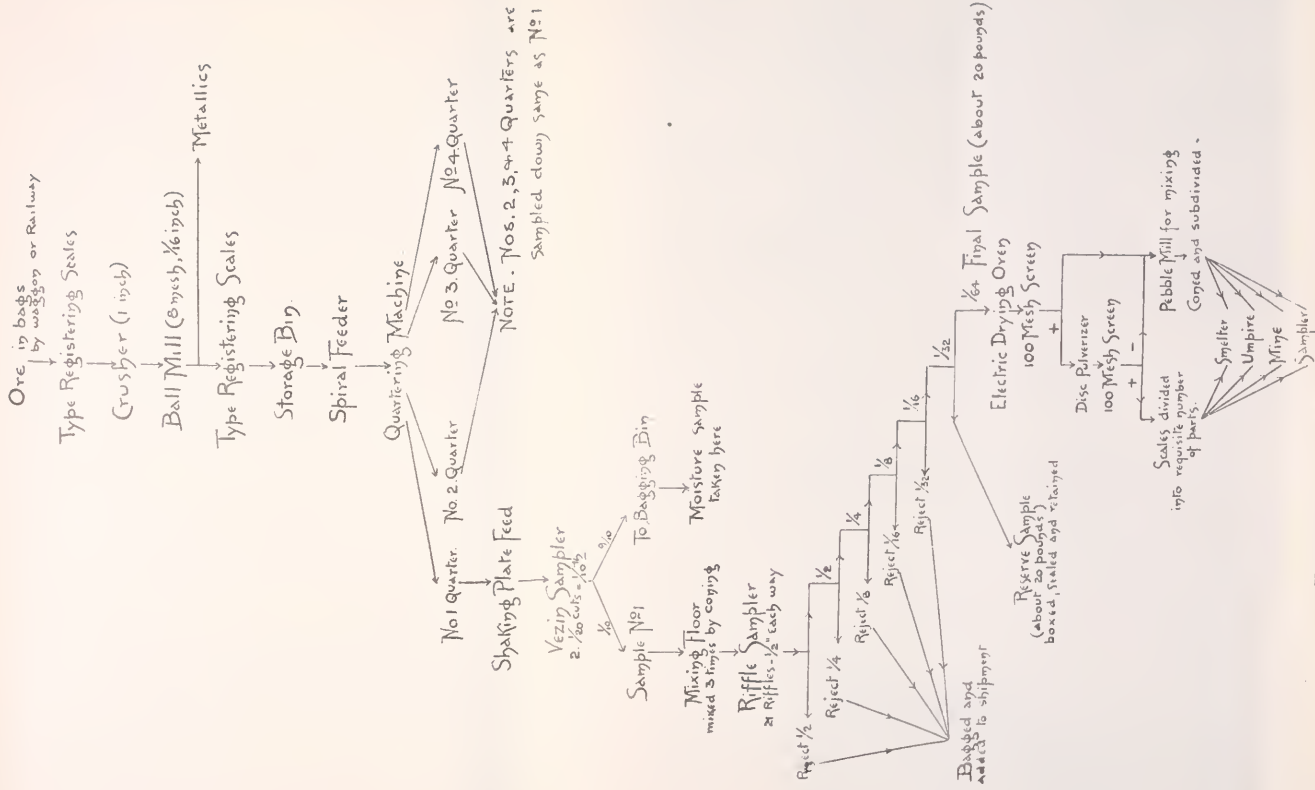 Ore in bags
by waggon or Railway
Type Registering Scales
Crusher (1 inch)
Ball Mill (8 mesh, 1/16 inch)
Metallics
Type Registering Scales
Storage Bin
Spiral Feeder
Quartering Machine
No 1 Quarter.
No. 2. Quarter
No 3. Quarter
No 4. Quarter
NOTE. Nos. 2, 3, & 4 Quarters are
sampled down same as No 1
Shaking Plate Feed
Vezin Sampler
2. 1/20 cuts = 1/10 th
1/10
9/10
Sample No 1
To Bagging Bin
Moisture sample
taken here
Mixing Floor
mixed 3 times by coning
Riffle Sampler
21 Riffles - 1/2" Each way
Reject 1/2
1/2
Reject 1/4
1/4
Reject 1/8
1/8
Reject 1/16
1/16
Reject 1/32
1/32
Bagged and
added to shipment
1/64 Final Sample (about 20 pounds)
Reserve Sample
(about 20 pounds)
boxed, sealed and retained
Electric Drying Oven
100 Mesh Screen
+
Disc Pulverizer
100 Mesh Screen
+
-
Scales divided
into requisite number
of parts.
Pebble Mill for mixing
Coned and subdivided.
Smelter
Umpire
Mine
Sampler